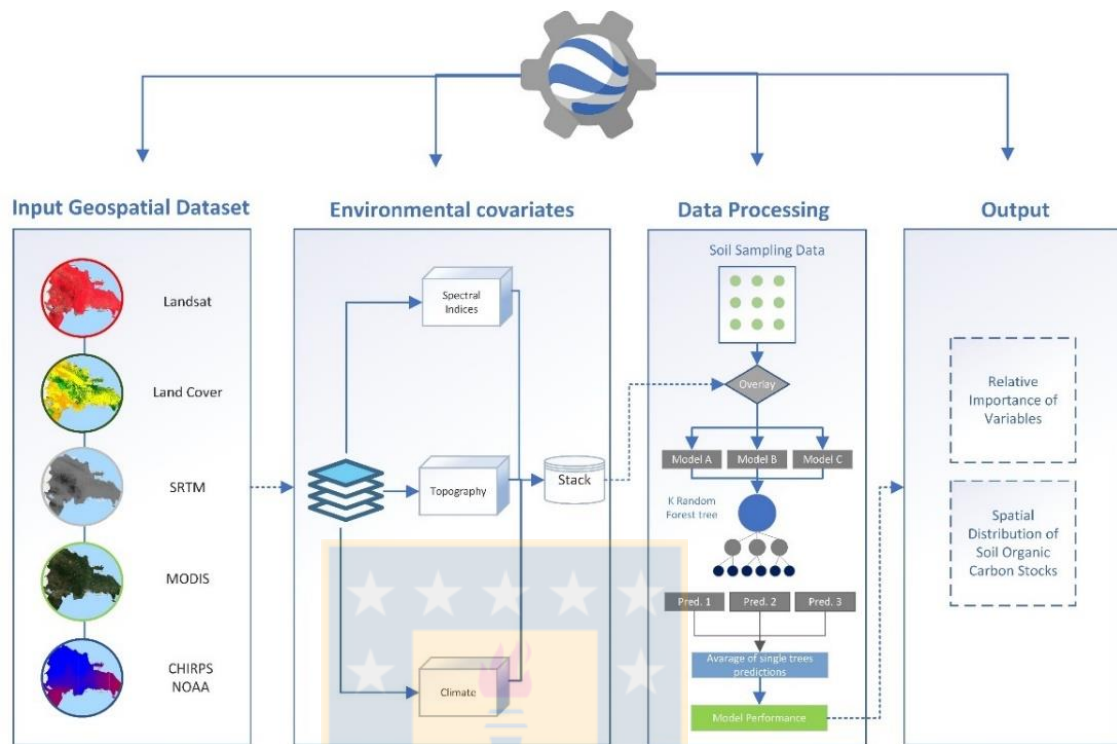 Input Geospatial Dataset
Landsat
Land Cover
SRTM
MODIS
CHIRPS
NOAA
Environmental covariates
Spectral
Indices
Topography
Climate
Stack
Data Processing
Soil Sampling Data
Overlay
Model A
Model B
Model C
K Random
Forest tree
Pred. 1
Pred. 2
Pred. 3
Avarage of single trees
predictions
Model Performance
Output
Relative
Importance of
Variables
Spatial
Distribution of
Soil Organic
Carbon Stocks